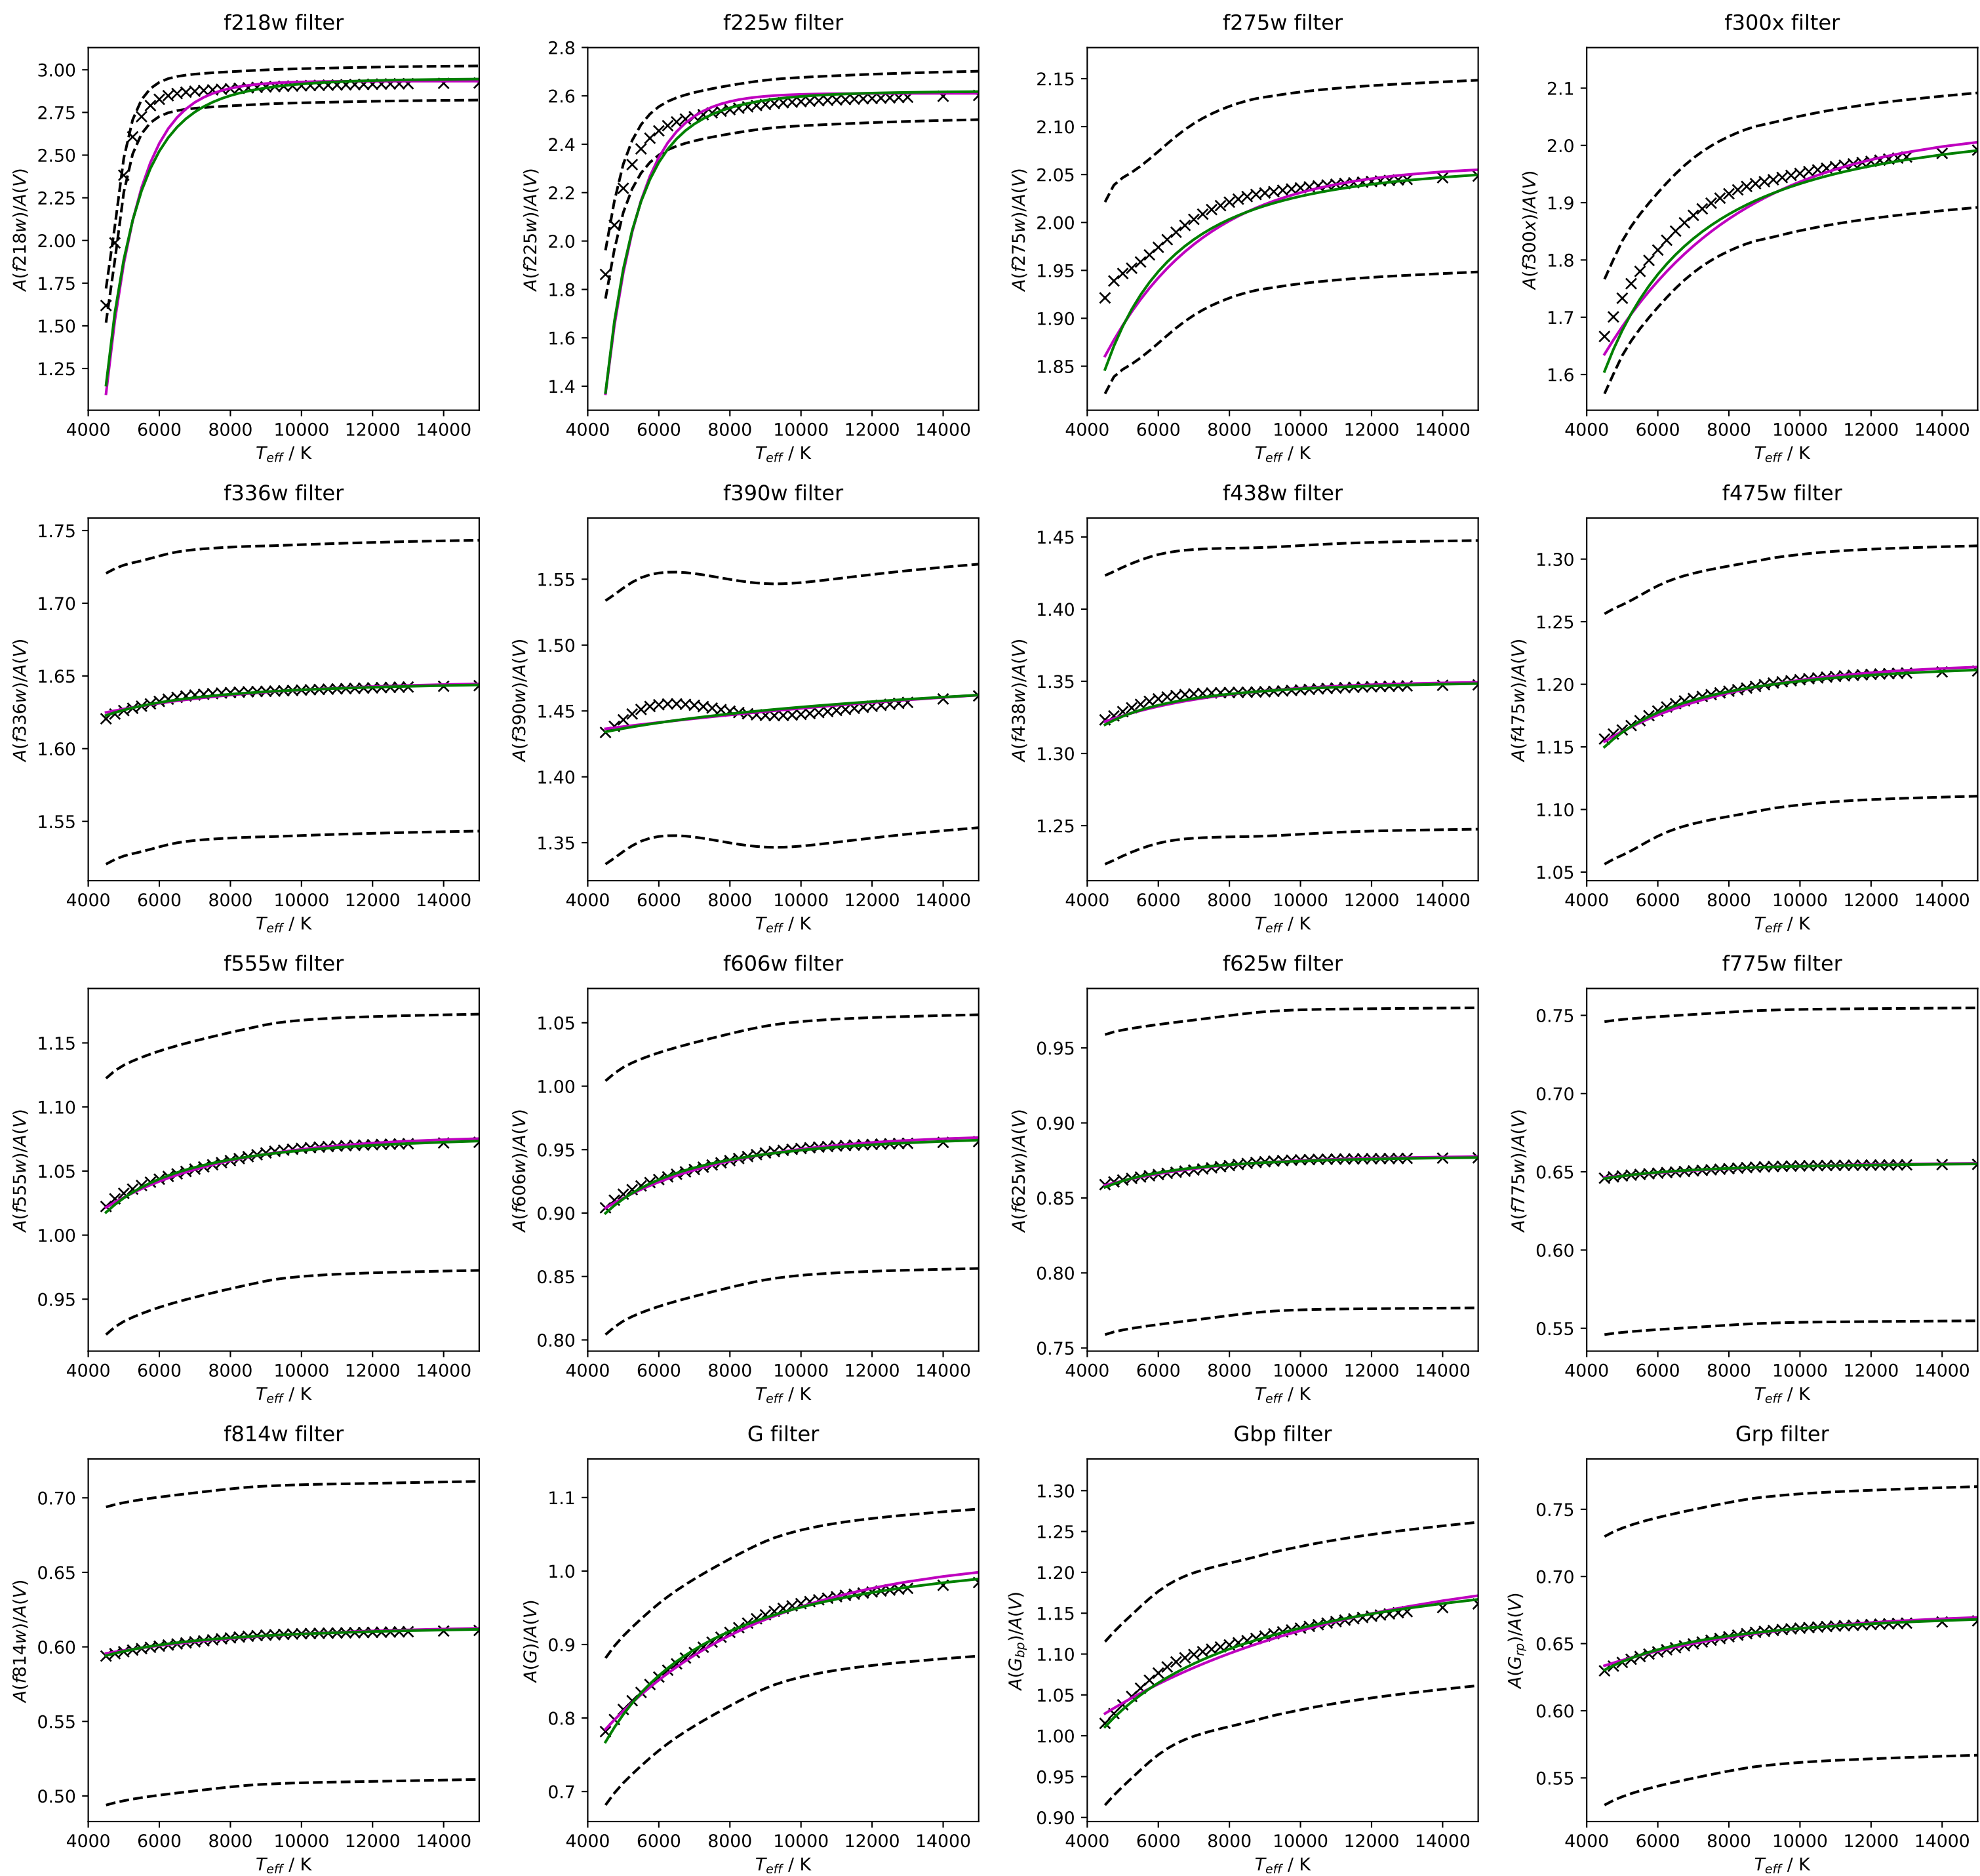 f218w filter
f225w filter
f275w filter
f300x filter
3.00
2.75
2.50
2.25
2.00
1.75
1.50
1.25
A(f218w)/A(V)
4000 6000 8000 10000 12000 14000
T_eff / K
2.8
2.6
2.4
2.2
2.0
1.8
1.6
1.4
A(f225w)/A(V)
4000 6000 8000 10000 12000 14000
T_eff / K
2.15
2.10
2.05
2.00
1.95
1.90
1.85
A(f275w)/A(V)
4000 6000 8000 10000 12000 14000
T_eff / K
2.1
2.0
1.9
1.8
1.7
1.6
A(f300x)/A(V)
4000 6000 8000 10000 12000 14000
T_eff / K
f336w filter
f390w filter
f438w filter
f475w filter
1.75
1.70
1.65
1.60
1.55
A(f336w)/A(V)
4000 6000 8000 10000 12000 14000
T_eff / K
1.55
1.50
1.45
1.40
1.35
A(f390w)/A(V)
4000 6000 8000 10000 12000 14000
T_eff / K
1.45
1.40
1.35
1.30
1.25
A(f438w)/A(V)
4000 6000 8000 10000 12000 14000
T_eff / K
1.30
1.25
1.20
1.15
1.10
1.05
A(f475w)/A(V)
4000 6000 8000 10000 12000 14000
T_eff / K
f555w filter
f606w filter
f625w filter
f775w filter
1.15
1.10
1.05
1.00
0.95
A(f555w)/A(V)
4000 6000 8000 10000 12000 14000
T_eff / K
1.05
1.00
0.95
0.90
0.85
0.80
A(f606w)/A(V)
4000 6000 8000 10000 12000 14000
T_eff / K
0.95
0.90
0.85
0.80
0.75
A(f625w)/A(V)
4000 6000 8000 10000 12000 14000
T_eff / K
0.75
0.70
0.65
0.60
0.55
A(f775w)/A(V)
4000 6000 8000 10000 12000 14000
T_eff / K
f814w filter
G filter
Gbp filter
Grp filter
0.70
0.65
0.60
0.55
0.50
A(f814w)/A(V)
4000 6000 8000 10000 12000 14000
T_eff / K
1.1
1.0
0.9
0.8
0.7
A(G)/A(V)
4000 6000 8000 10000 12000 14000
T_eff / K
1.30
1.25
1.20
1.15
1.10
1.05
1.00
0.95
0.90
A(G_bp)/A(V)
4000 6000 8000 10000 12000 14000
T_eff / K
0.75
0.70
0.65
0.60
0.55
A(G_rp)/A(V)
4000 6000 8000 10000 12000 14000
T_eff / K